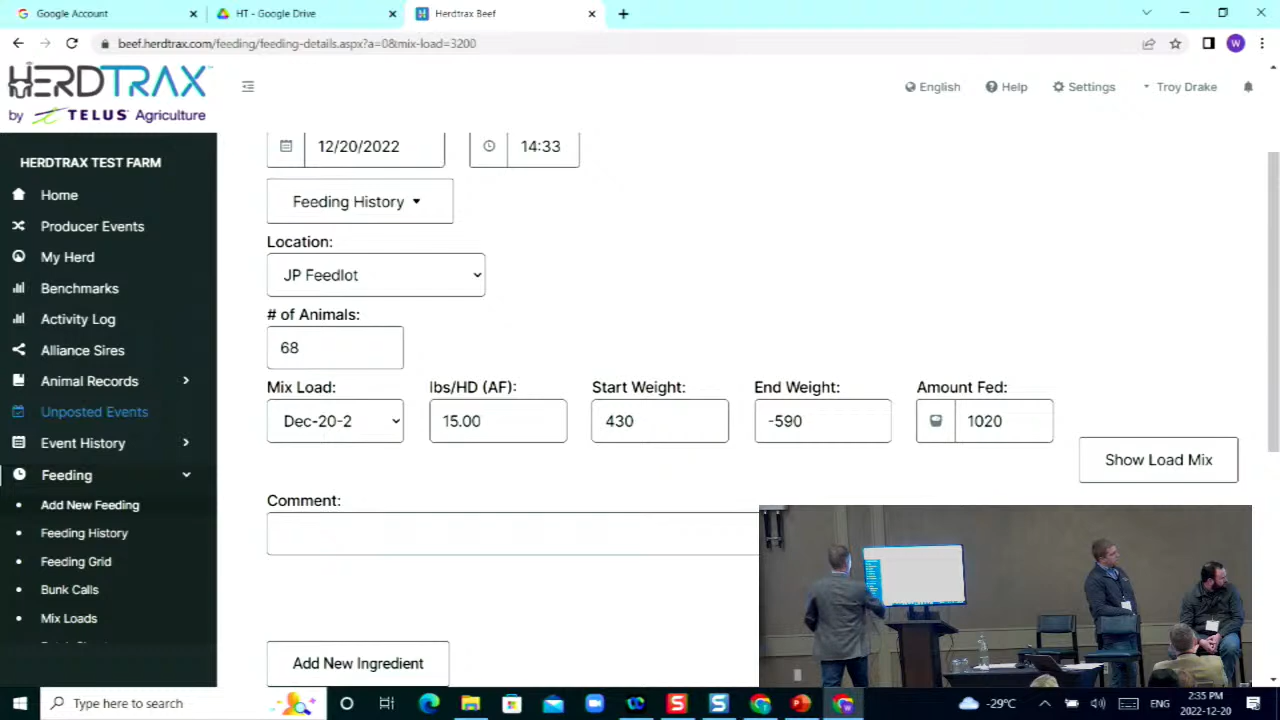 Google Account
HT - Google Drive
Herdtrax Beef
beef.herdtrax.com/feeding/feeding-details.aspx?a=0&mix-load=3200
W
HERDTRAX
by TELUS Agriculture
English
Help
Settings
Troy Drake
HERDTRAX TEST FARM
Home
Producer Events
My Herd
Benchmarks
Activity Log
Alliance Sires
Animal Records
Unposted Events
Event History
Feeding
Add New Feeding
Feeding History
Feeding Grid
Bunk Calls
Mix Loads
12/20/2022
14:33
Feeding History
Location:
JP Feedlot
# of Animals:
68
Mix Load:
lbs/HD (AF):
Start Weight:
End Weight:
Amount Fed:
Dec-20-2
15.00
430
-590
1020
Show Load Mix
Comment:
Add New Ingredient
Type here to search
-29°C
ENG
2:35 PM
2022-12-20